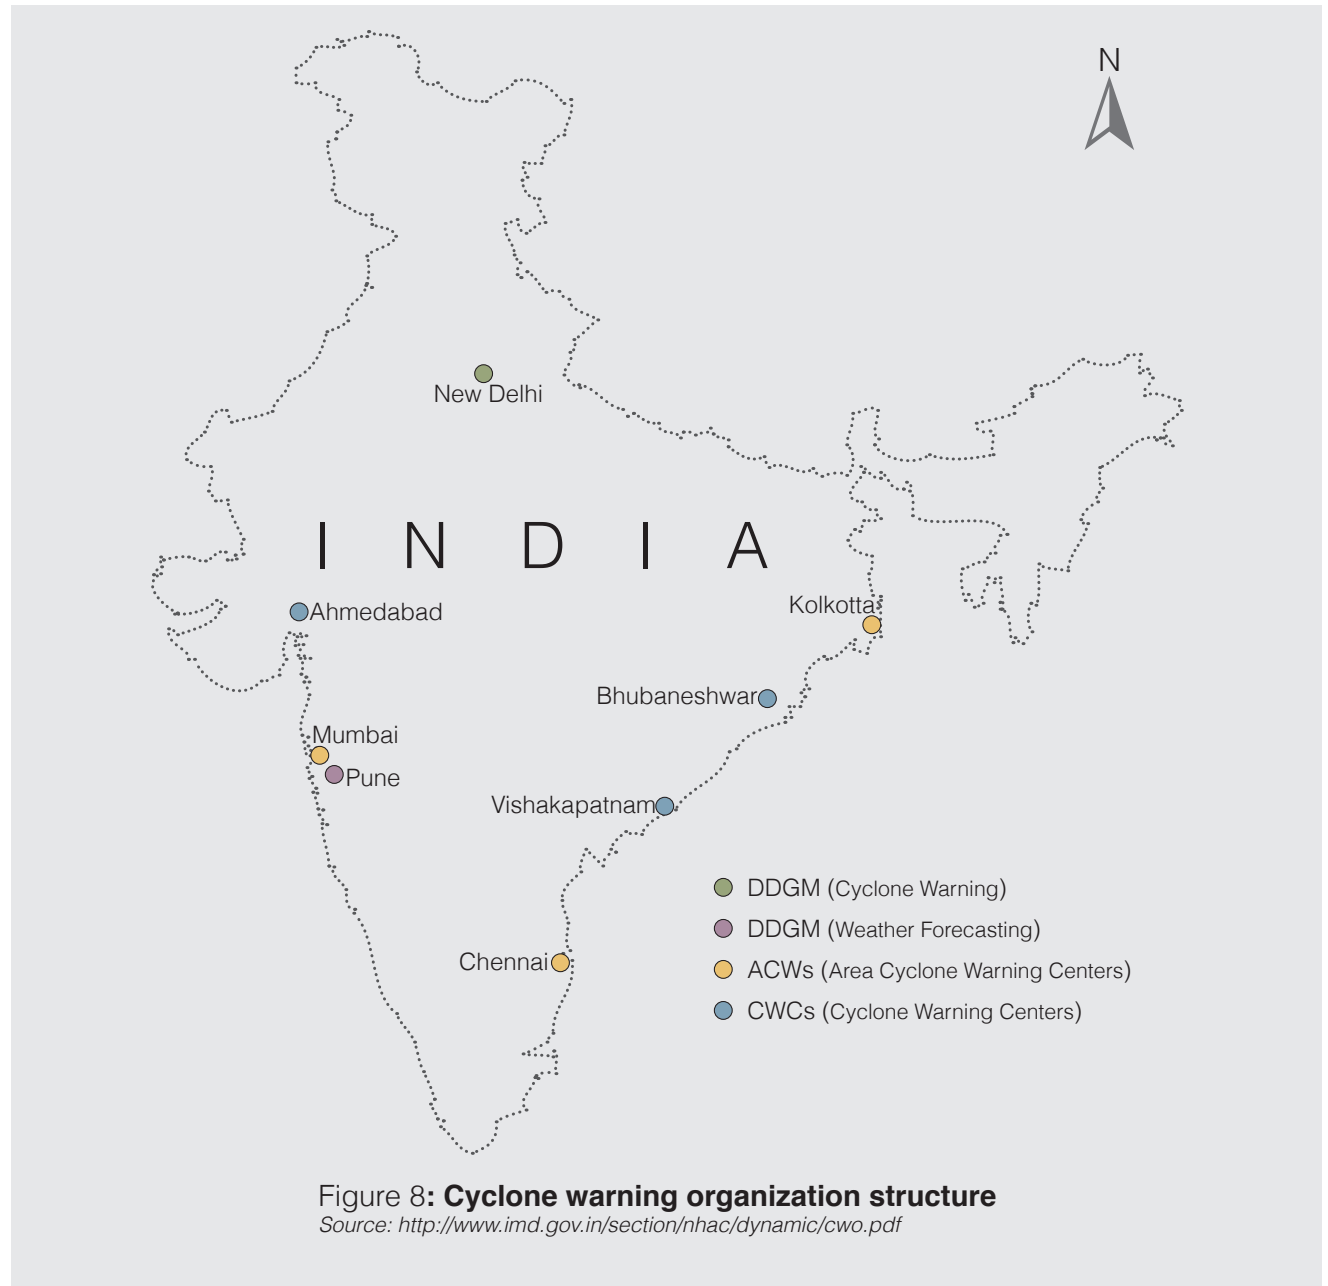 N
New Delhi
I N D I A
Ahmedabad
Kolkotta
Bhubaneshwar
Mumbai
Pune
Vishakapatnam
Chennai
DDGM (Cyclone Warning)
DDGM (Weather Forecasting)
ACWs (Area Cyclone Warning Centers)
CWCs (Cyclone Warning Centers)
Figure 8: Cyclone warning organization structure
Source: http://www.imd.gov.in/section/nhac/dynamic/cwo.pdf